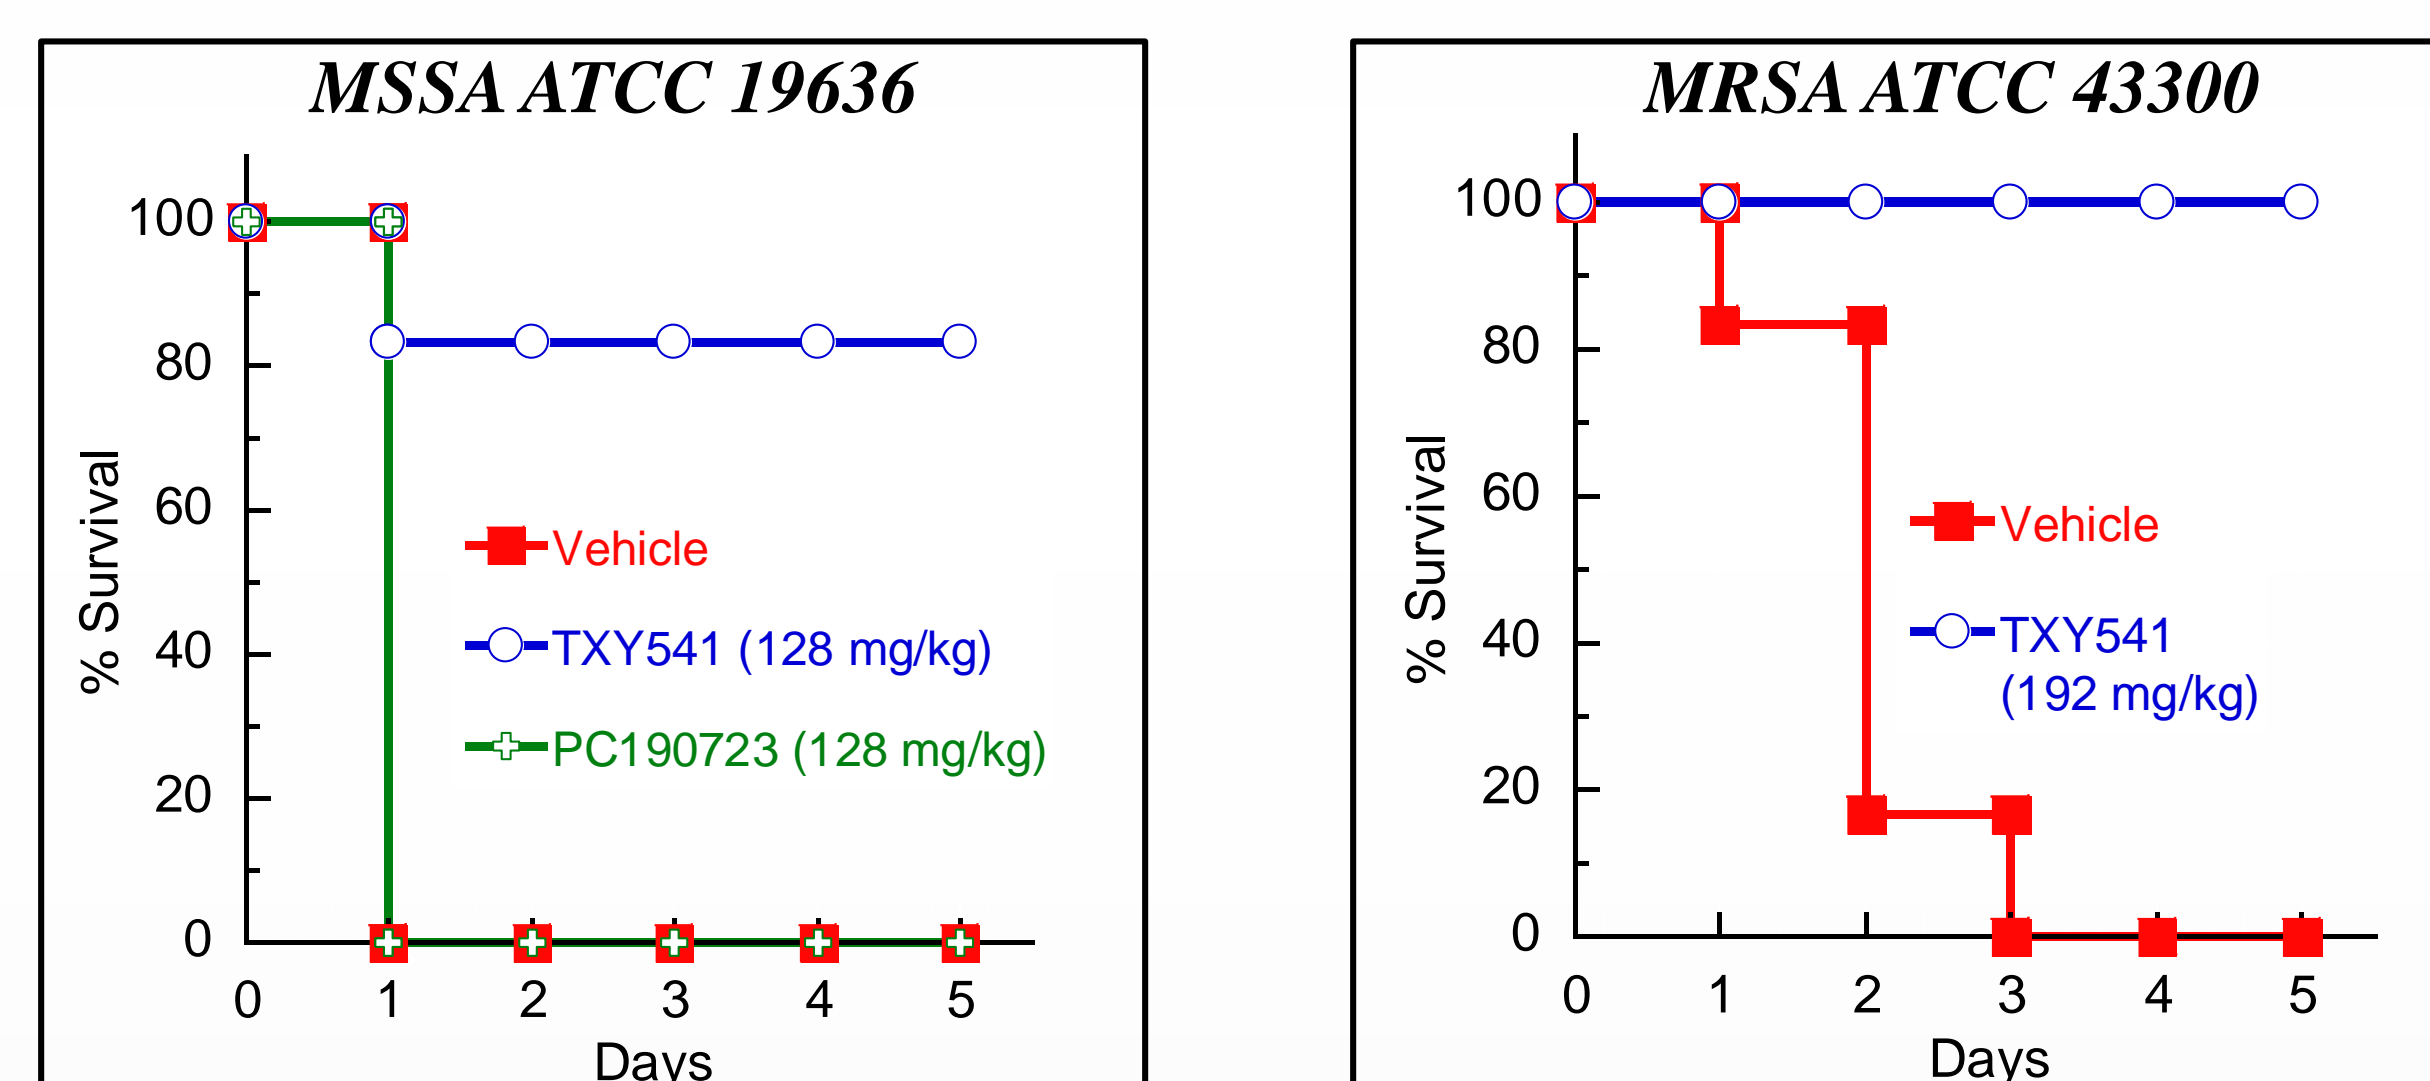 MSSA ATCC 19636
100
80
60
40
20
0
% Survival
Vehicle
TXY541 (128 mg/kg)
PC190723 (128 mg/kg)
0 1 2 3 4 5
Days
MRSA ATCC 43300
100
80
60
40
20
0
% Survival
Vehicle
TXY541
(192 mg/kg)
0 1 2 3 4 5
Days